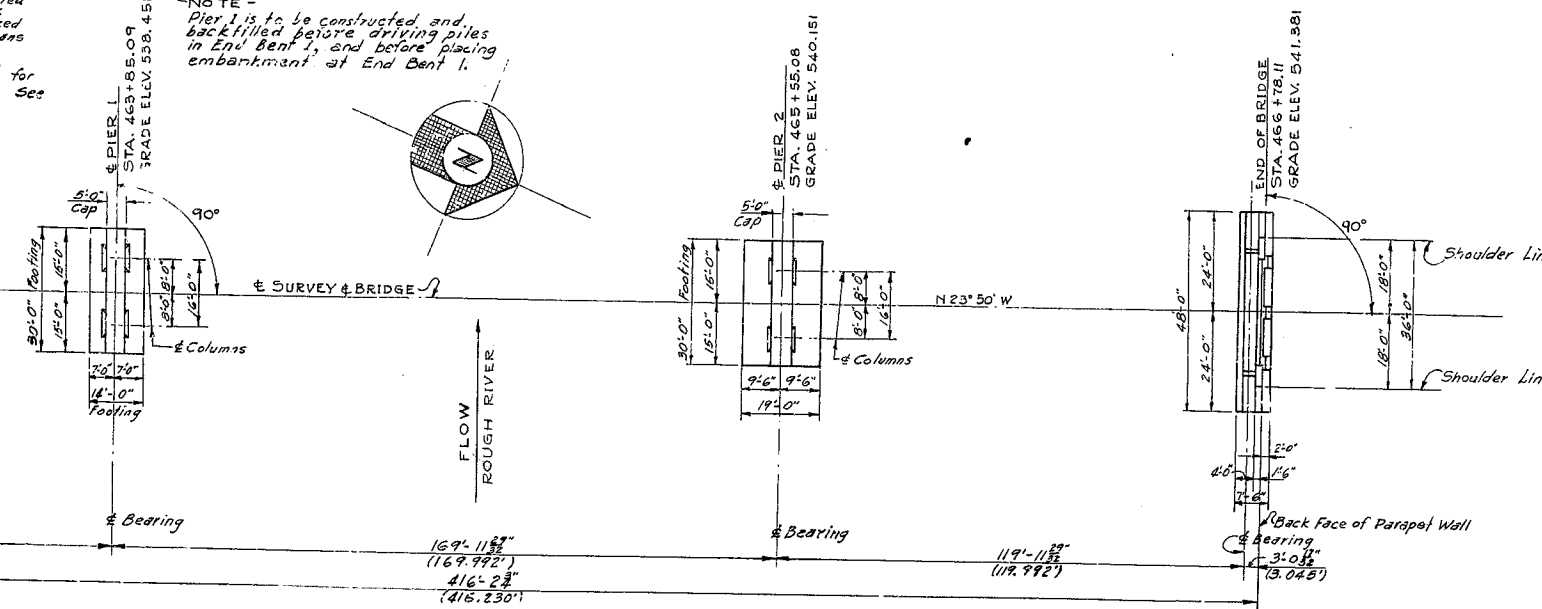 ans
for
See
- NOTE -
Pier 1 is to be constructed and
backfilled before driving piles
in End Bent 1, and before placing
embankment at End Bent 1.
℄ PIER 1
STA. 463+85.09
GRADE ELEV. 538.45
5'-0"
Cap
90°
Footing
30'-0"
15'-0"
15'-0"
8'-0"
8'-0"
16'-0"
℄ Columns
7'-0"
7'-0"
14'-0"
Footing
℄ SURVEY & BRIDGE
N
FLOW
ROUGH RIVER
℄ PIER 2
STA. 465+55.08
GRADE ELEV. 540.151
5'-0"
Cap
Footing
30'-0"
15'-0"
15'-0"
8'-0"
8'-0"
16'-0"
℄ Columns
9'-6"
9'-6"
19'-0"
N 23° 50' W
END OF BRIDGE
STA. 466+78.11
GRADE ELEV. 541.381
90°
48'-0"
24'-0"
24'-0"
18'-0"
18'-0"
36'-0"
Shoulder Lin
Shoulder Lin
2'-0"
4'-0"
1'-6"
7'-6"
Back Face of Parapet Wall
℄ Bearing
℄ Bearing
℄ Bearing
169'-11 29/32"
(169.992')
119'-11 29/32"
(119.992')
3'-0 17/32"
(3.045')
416'-2 3/4"
(416.230')